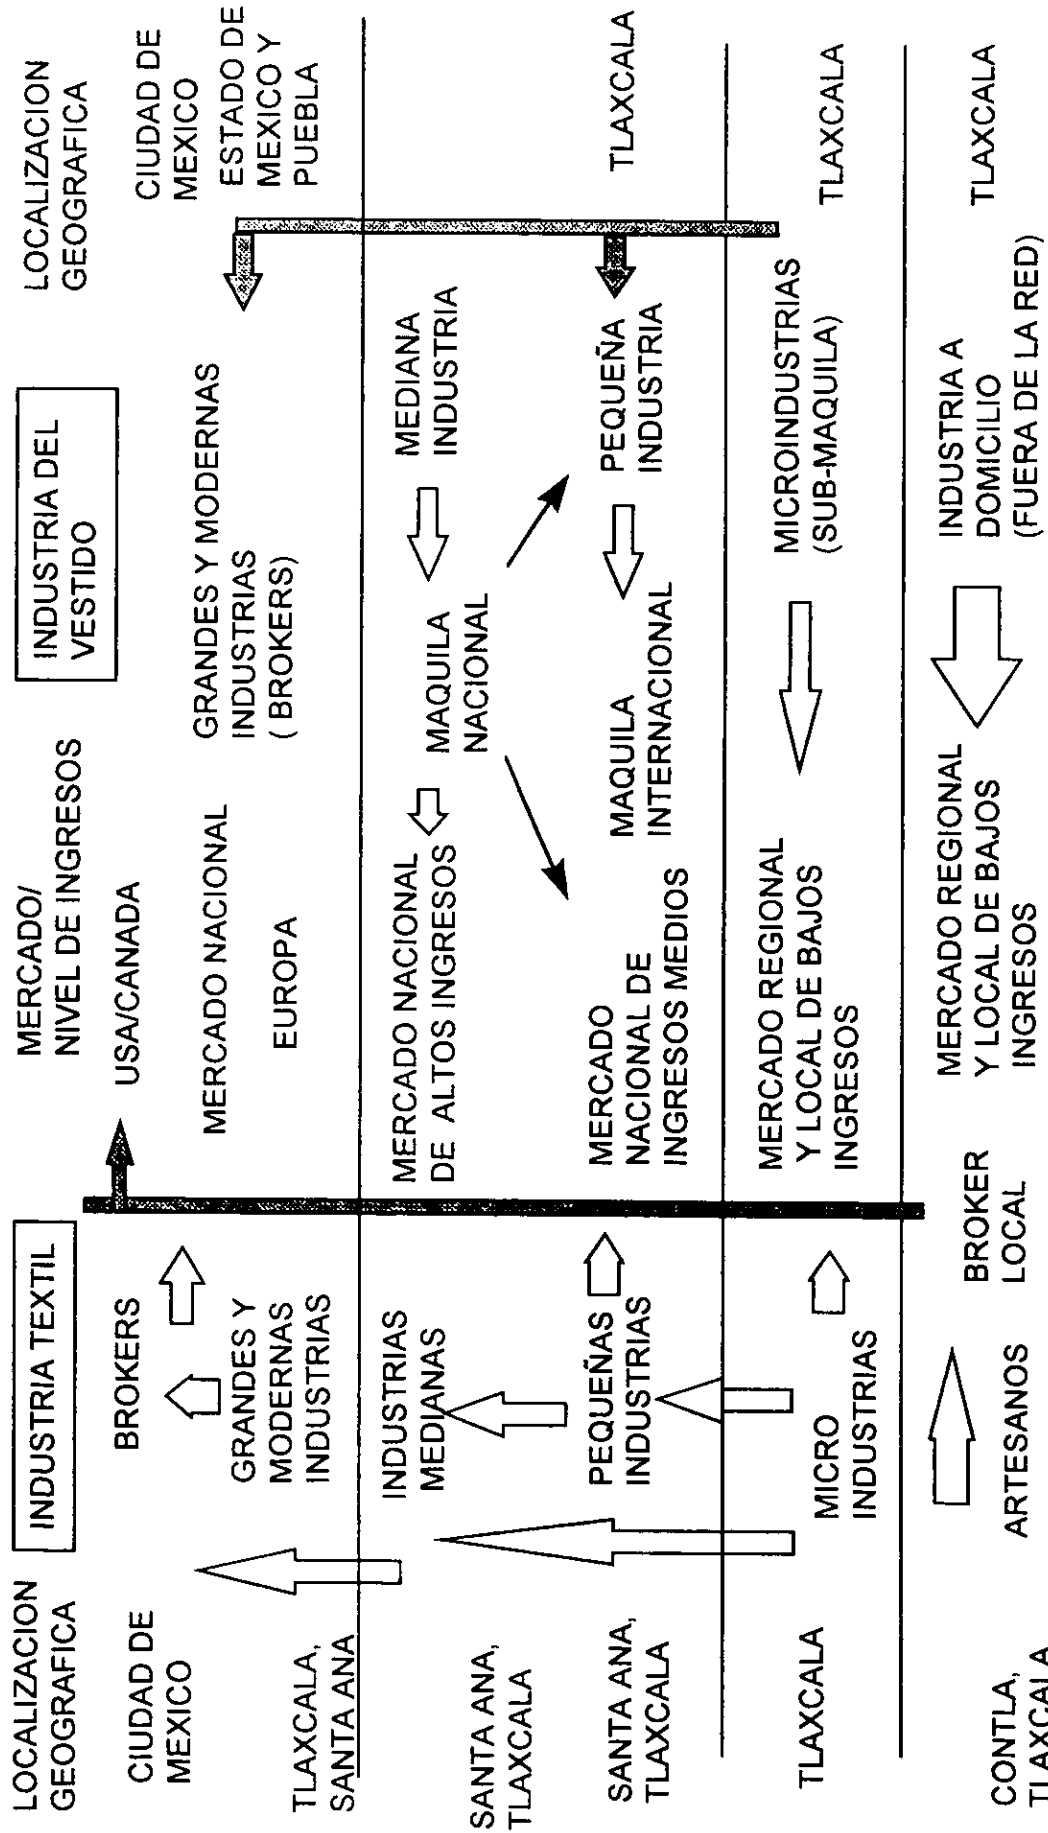 LOCALIZACION
GEOGRAFICA
INDUSTRIA TEXTIL
MERCADO/
NIVEL DE INGRESOS
INDUSTRIA DEL
VESTIDO
LOCALIZACION
GEOGRAFICA
CIUDAD DE
MEXICO
BROKERS
USA/CANADA
CIUDAD DE
MEXICO
TLAXCALA,
SANTA ANA
GRANDES Y
MODERNAS
INDUSTRIAS
MERCADO NACIONAL
EUROPA
GRANDES Y MODERNAS
INDUSTRIAS
( BROKERS)
ESTADO DE
MEXICO Y
PUEBLA
SANTA ANA,
TLAXCALA
INDUSTRIAS
MEDIANAS
MERCADO NACIONAL
DE ALTOS INGRESOS
MAQUILA
NACIONAL
MEDIANA
INDUSTRIA
SANTA ANA,
TLAXCALA
PEQUEÑAS
INDUSTRIAS
MERCADO
NACIONAL DE
INGRESOS MEDIOS
MAQUILA
INTERNACIONAL
PEQUEÑA
INDUSTRIA
TLAXCALA
TLAXCALA
MICRO
INDUSTRIAS
MERCADO REGIONAL
Y LOCAL DE BAJOS
INGRESOS
MICROINDUSTRIAS
(SUB-MAQUILA)
TLAXCALA
CONTLA,
TLAXCALA
ARTESANOS
BROKER
LOCAL
MERCADO REGIONAL
Y LOCAL DE BAJOS
INGRESOS
INDUSTRIA A
DOMICILIO
(FUERA DE LA RED)
TLAXCALA